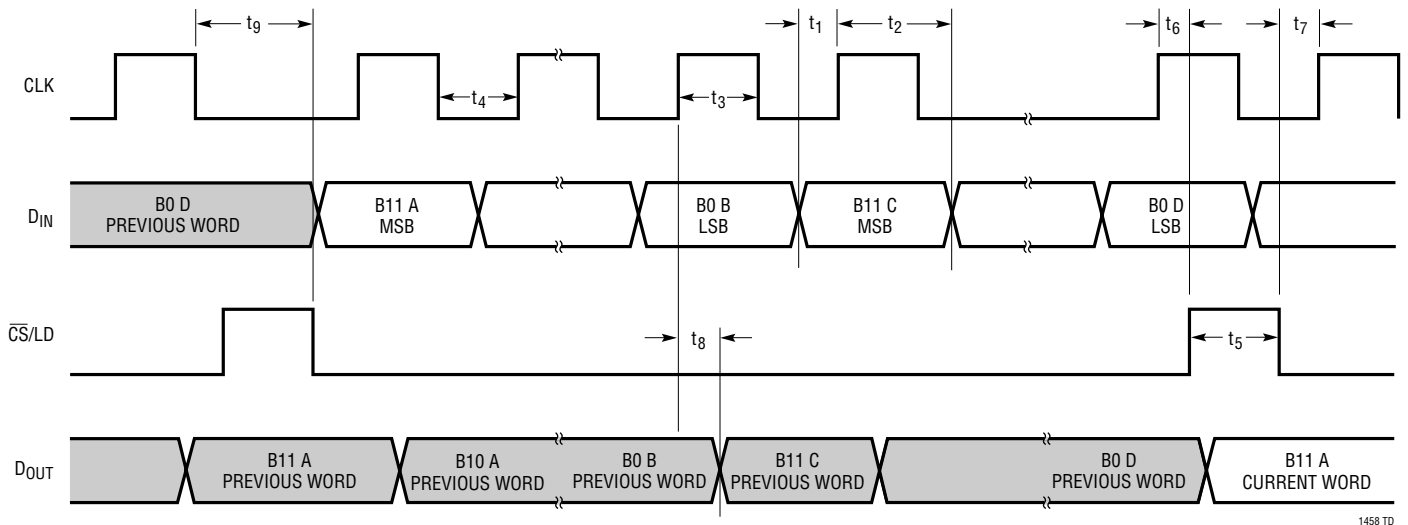 t9
t1
t2
t6
t7
CLK
t4
t3
DIN
B0 D
PREVIOUS WORD
B11 A
MSB
B0 B
LSB
B11 C
MSB
B0 D
LSB
CS/LD
t8
t5
DOUT
B11 A
PREVIOUS WORD
B10 A
PREVIOUS WORD
B0 B
PREVIOUS WORD
B11 C
PREVIOUS WORD
B0 D
PREVIOUS WORD
B11 A
CURRENT WORD
1458 TD